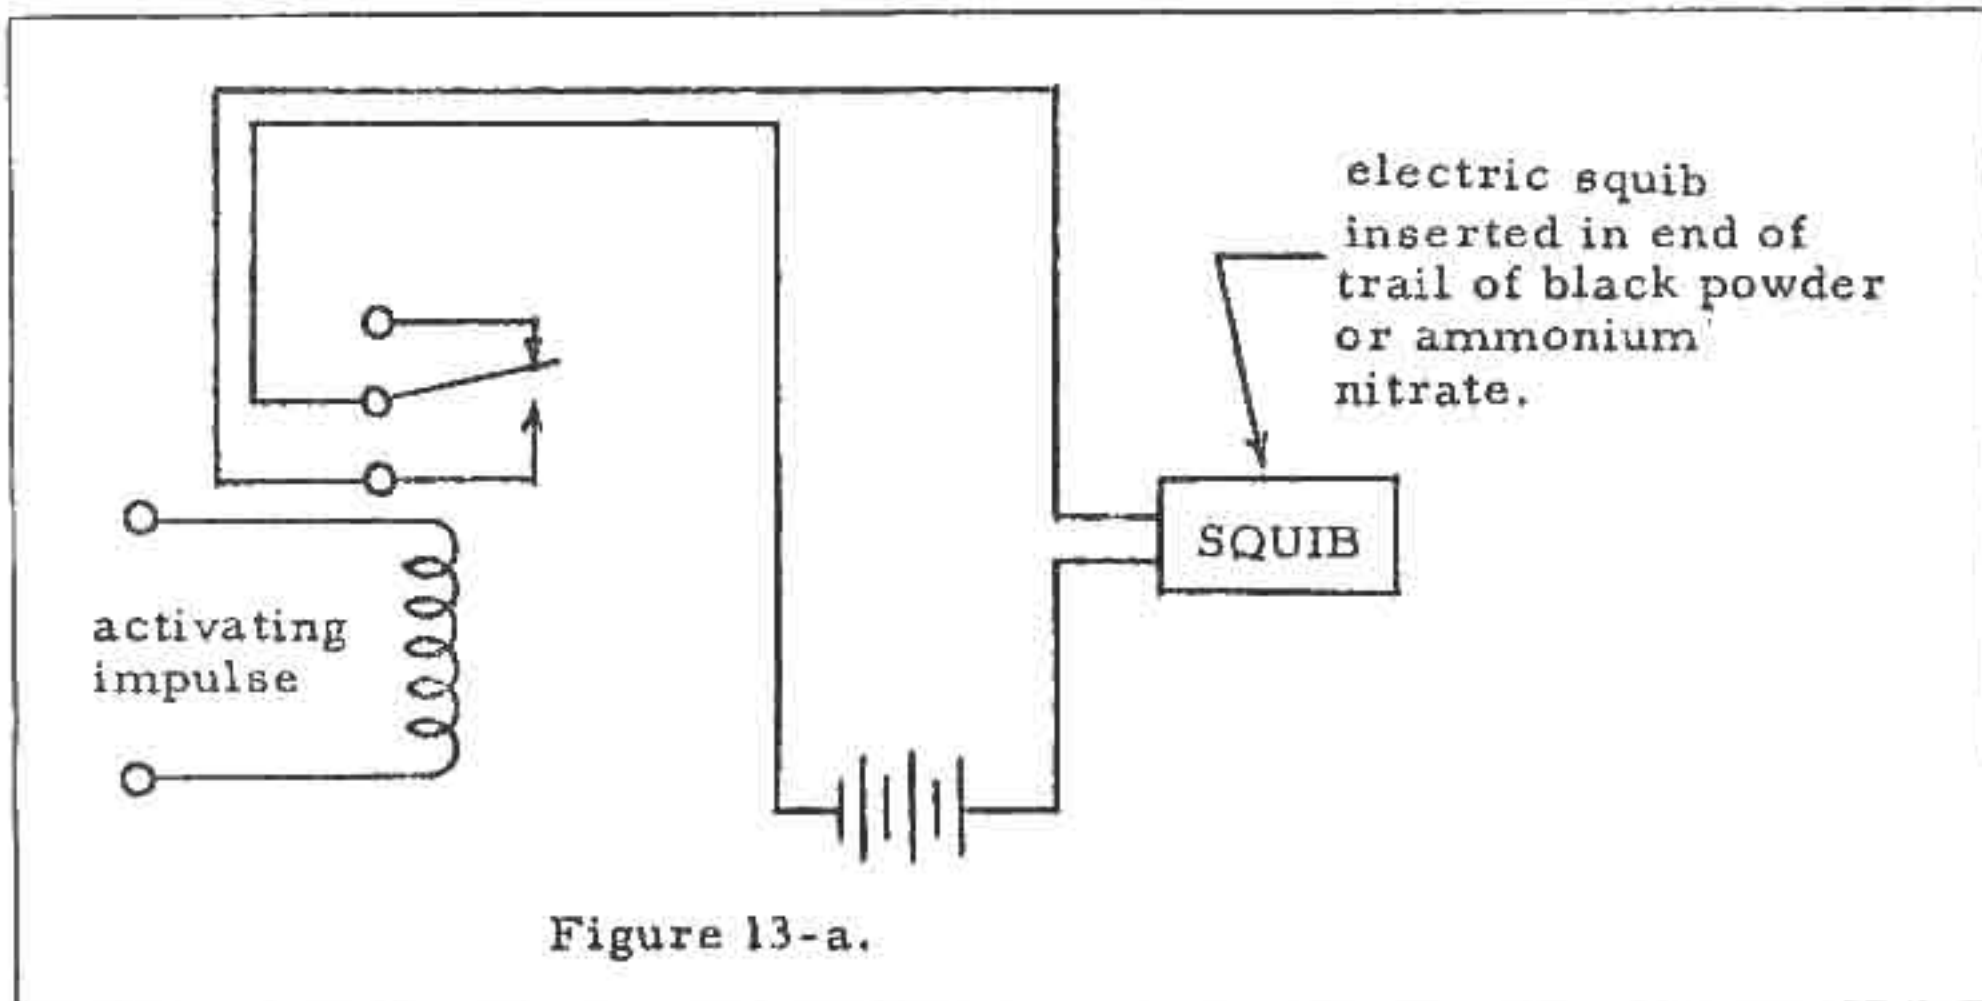 electric squib
inserted in end of
trail of black powder
or ammonium
nitrate.
SQUIB
activating
impulse
Figure 13-a.